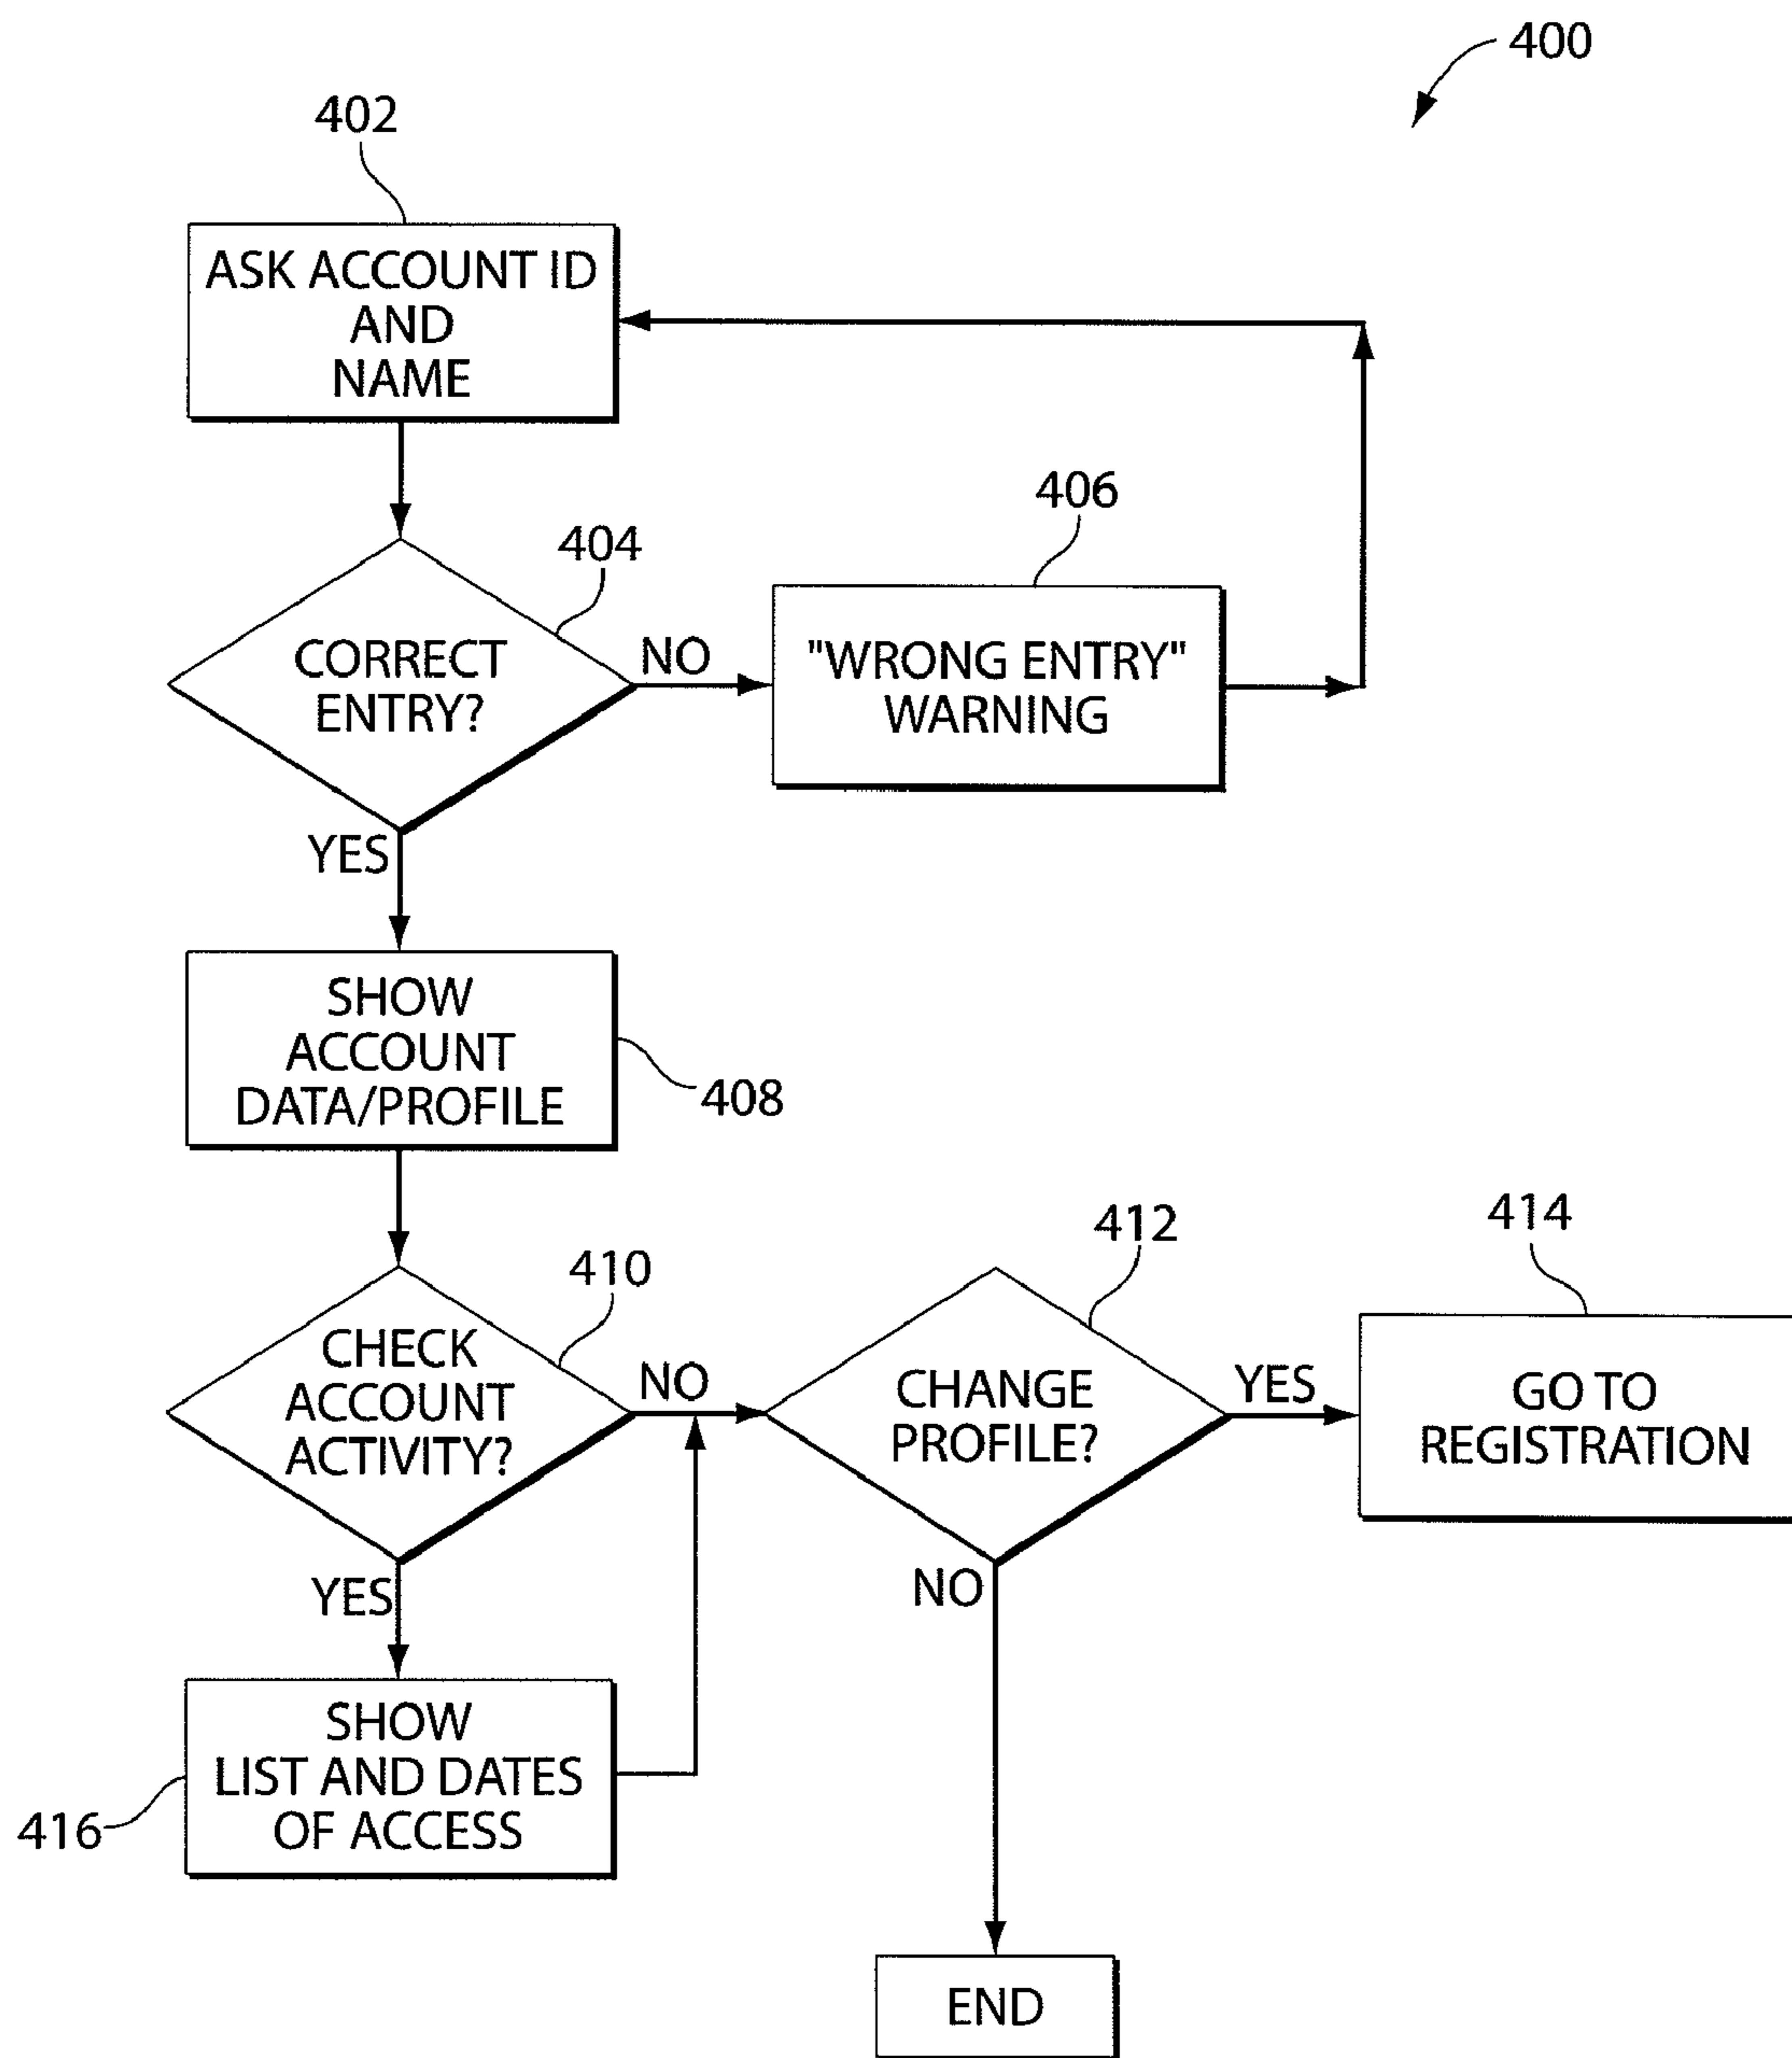 400
402
ASK ACCOUNT ID
AND
NAME
404
CORRECT
ENTRY?
NO
406
"WRONG ENTRY"
WARNING
YES
SHOW
ACCOUNT
DATA/PROFILE
408
410
CHECK
ACCOUNT
ACTIVITY?
NO
412
CHANGE
PROFILE?
YES
414
GO TO
REGISTRATION
YES
NO
SHOW
LIST AND DATES
OF ACCESS
416
END